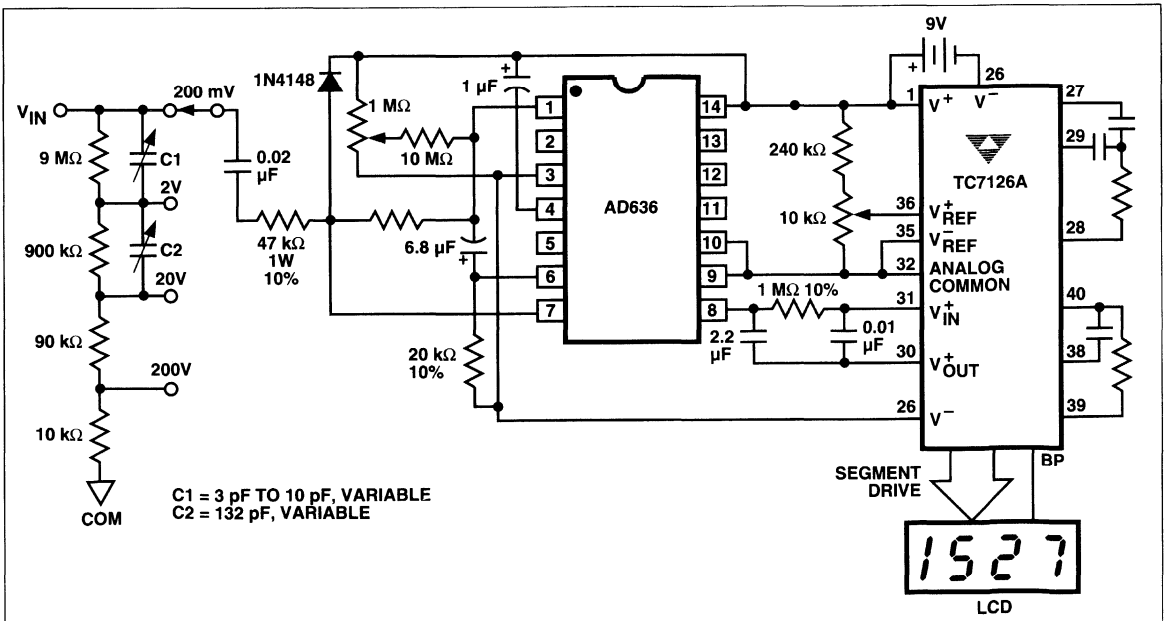 9V
1N4148
1 µF
26
200 mV
1
14
1
V+
V−
27
VIN
1 MΩ
2
13
240 kΩ
29
9 MΩ
C1
0.02
µF
10 MΩ
3
12
TC7126A
2V
4
AD636
11
10 kΩ
36
V+REF
900 kΩ
C2
47 kΩ
1W
10%
6.8 µF
5
10
35
V−REF
28
20V
6
9
32
ANALOG
COMMON
7
8
1 MΩ 10%
31
V+IN
40
90 kΩ
20 kΩ
10%
2.2
µF
0.01
µF
30
V+OUT
38
200V
26
V−
39
10 kΩ
BP
SEGMENT
DRIVE
COM
C1 = 3 pF TO 10 pF, VARIABLE
C2 = 132 pF, VARIABLE
1527
LCD